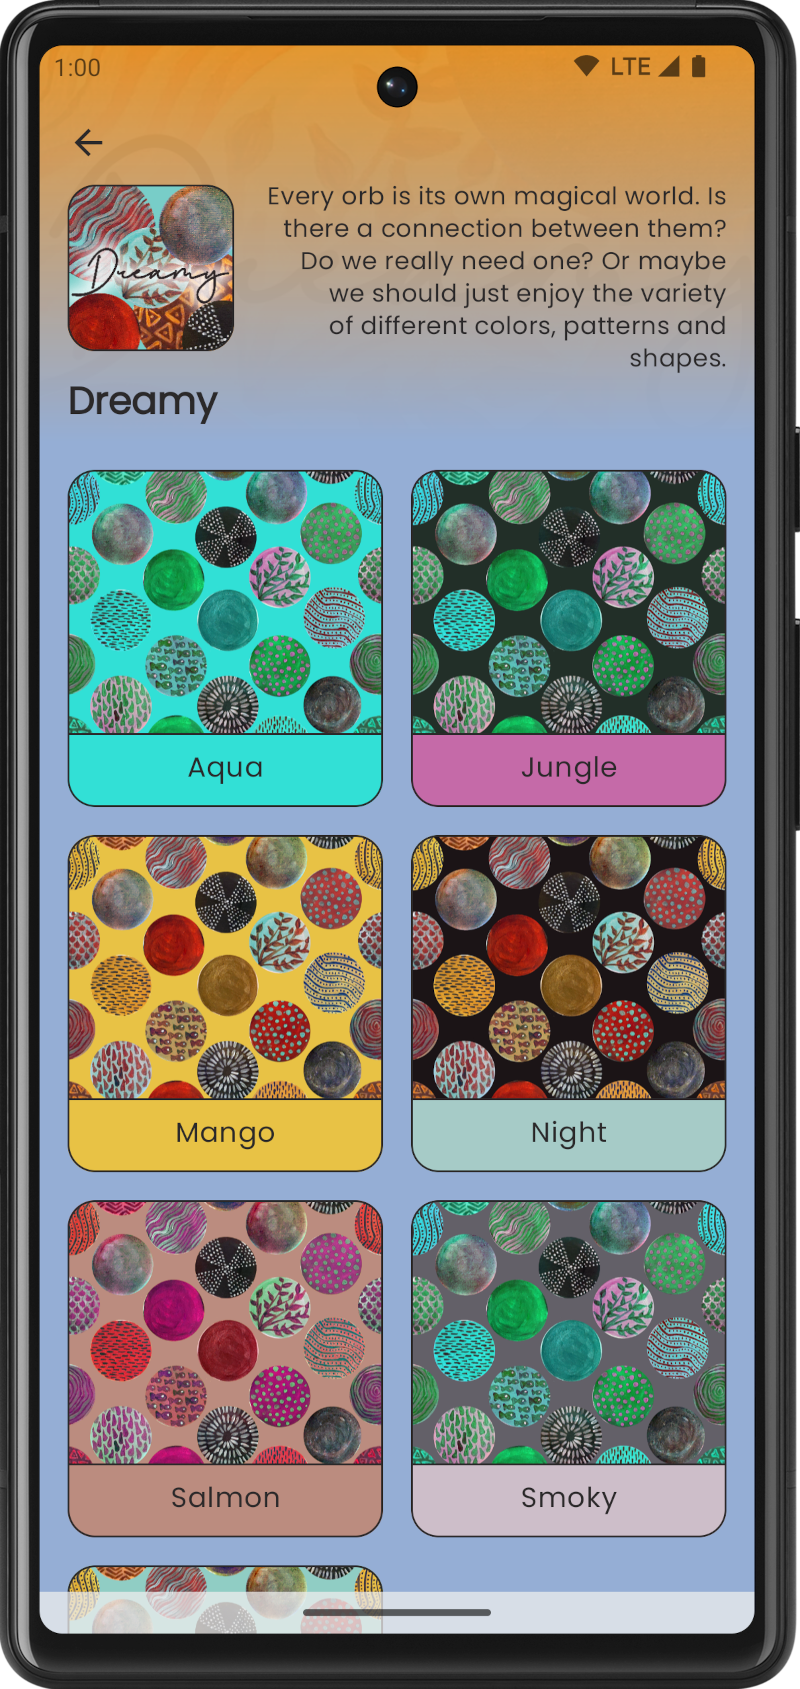 1:00
LTE
Every orb is its own magical world. Is
there a connection between them?
Do we really need one? Or maybe
we should just enjoy the variety
of different colors, patterns and
shapes.
Dreamy
Dreamy
Aqua
Jungle
Mango
Night
Salmon
Smoky